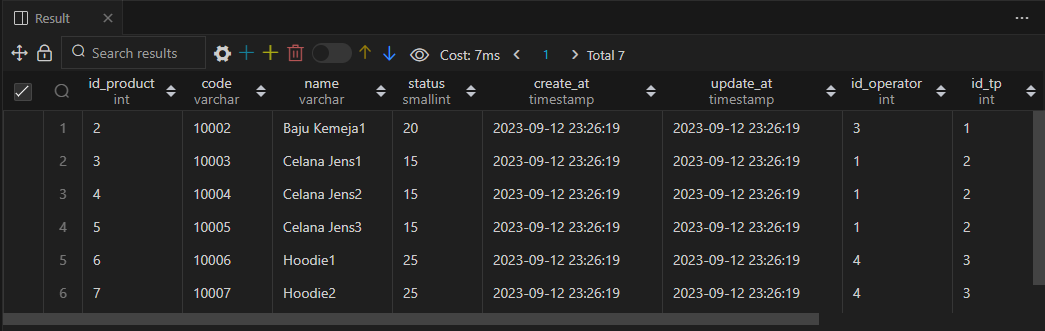 Result
Search results Cost: 7ms 1 Total 7
id_product code name status create_at update_at id_operator id_tp
int varchar varchar smallint timestamp timestamp int int
1 2 10002 Baju Kemeja1 20 2023-09-12 23:26:19 2023-09-12 23:26:19 3 1
2 3 10003 Celana Jens1 15 2023-09-12 23:26:19 2023-09-12 23:26:19 1 2
3 4 10004 Celana Jens2 15 2023-09-12 23:26:19 2023-09-12 23:26:19 1 2
4 5 10005 Celana Jens3 15 2023-09-12 23:26:19 2023-09-12 23:26:19 1 2
5 6 10006 Hoodie1 25 2023-09-12 23:26:19 2023-09-12 23:26:19 4 3
6 7 10007 Hoodie2 25 2023-09-12 23:26:19 2023-09-12 23:26:19 4 3